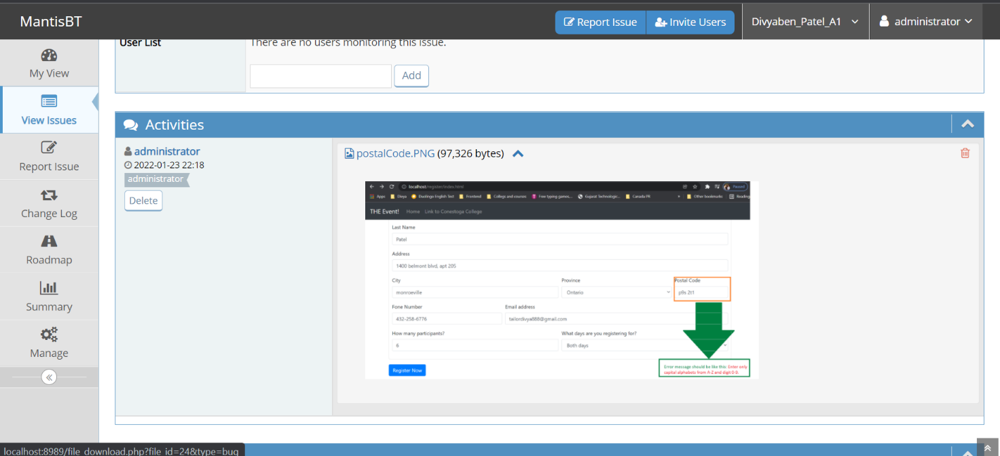 MantisBT
Report Issue
Invite Users
Divyaben_Patel_A1
administrator
User List
There are no users monitoring this issue.
Add
My View
View Issues
Report Issue
Change Log
Roadmap
Summary
Manage
Activities
administrator
2022-01-23 22:18
administrator
Delete
postalCode.PNG (97,326 bytes)
localhost/register/index.html
Paused
Apps Divya Duolingo English Test Frontend College and courses Free typing games... Gujarat Technologic... Canada PR » Other bookmarks Reading
THE Event! Home Link to Conestoga College
Last Name
Patel
Address
1400 belmont blvd, apt 205
City Province Postal Code
monroeville Ontario p9s 2t1
Fone Number Email address
432-258-6776 tailordivya888@gmail.com
How many participants? What days are you registering for?
6 Both days
Register Now
Error message should be like this: Enter only
capital alphabets from A-Z and digit 0-9.
localhost:8989/file_download.php?file_id=24&type=bug